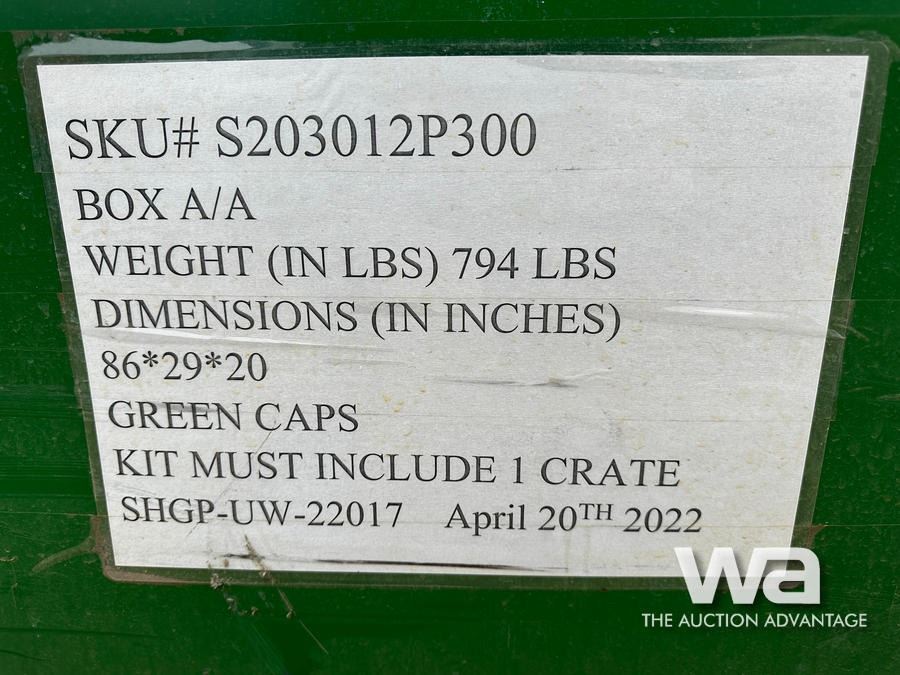 SKU# S203012P300
BOX A/A
WEIGHT (IN LBS) 794 LBS
DIMENSIONS (IN INCHES)
86*29*20
GREEN CAPS
KIT MUST INCLUDE 1 CRATE
SHGP-UW-22017 April 20TH 2022
wa
THE AUCTION ADVANTAGE